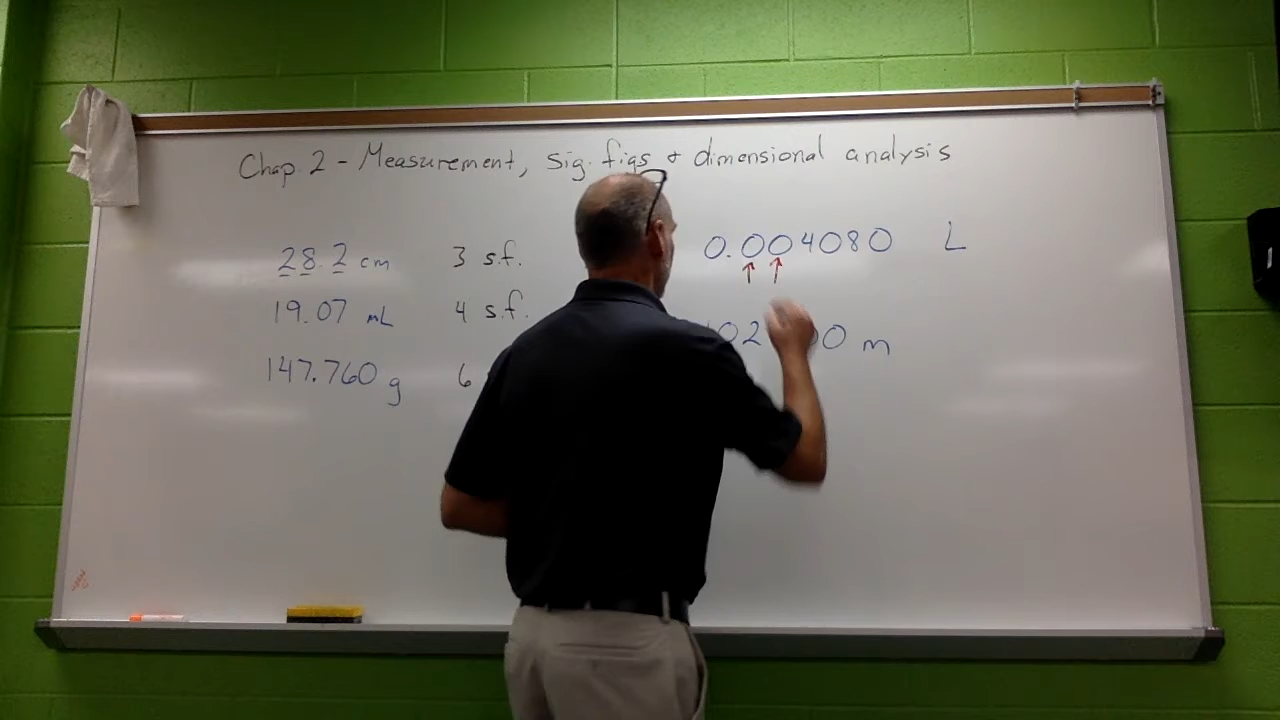 Chap. 2 - Measurement, sig. figs & dimensional analysis
28.2 cm 3 s.f.
19.07 mL 4 s.f.
147.760 g 6
0.004080 L
m